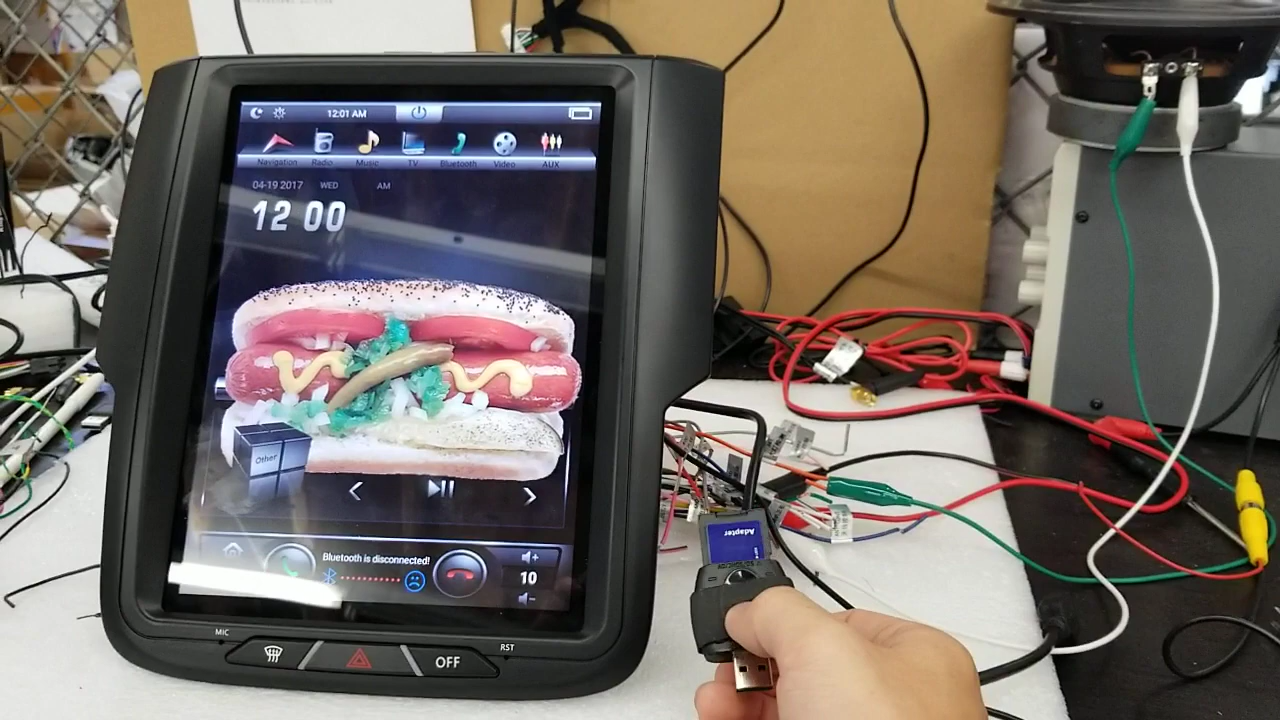 12:01 AM
Navigation Radio Music TV Bluetooth Video AUX
04-19 2017 WED AM
12 00
Other
Bluetooth is disconnected!
10
MIC
RST
OFF
Adapter